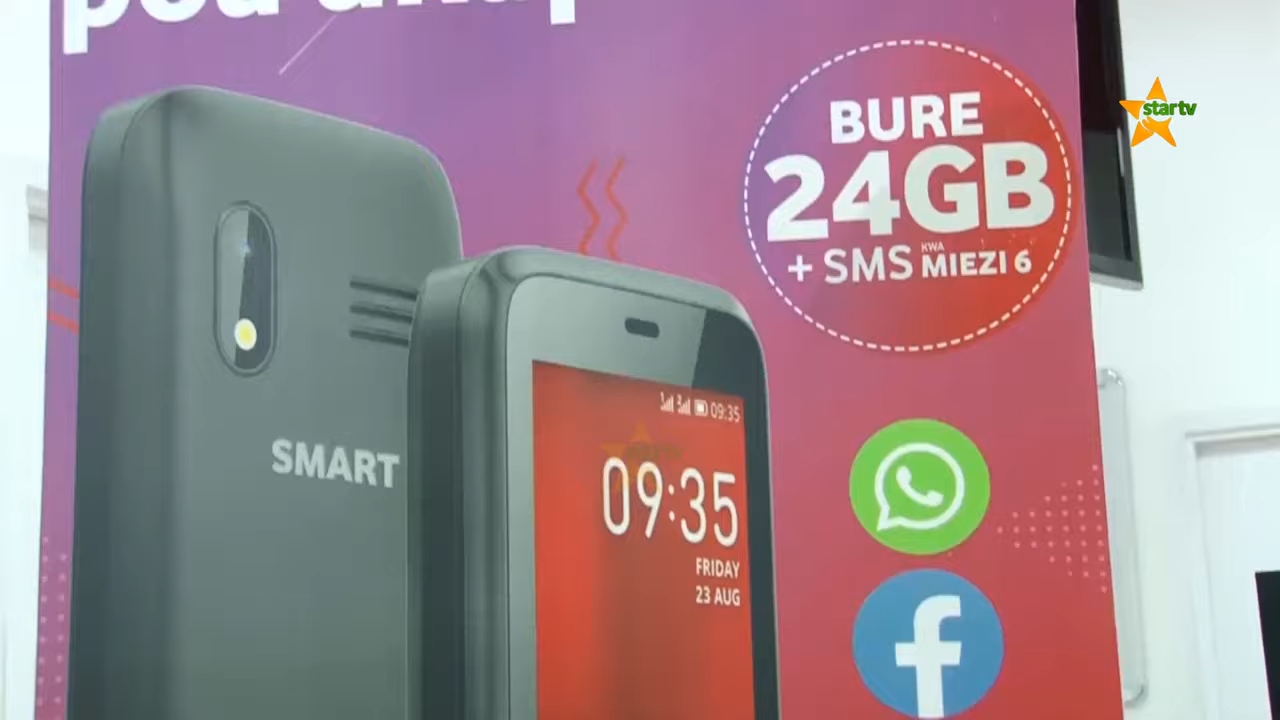 startv
BURE
24GB
+ SMS KWA MIEZI 6
SMART
09:35
09:35
FRIDAY
23 AUG